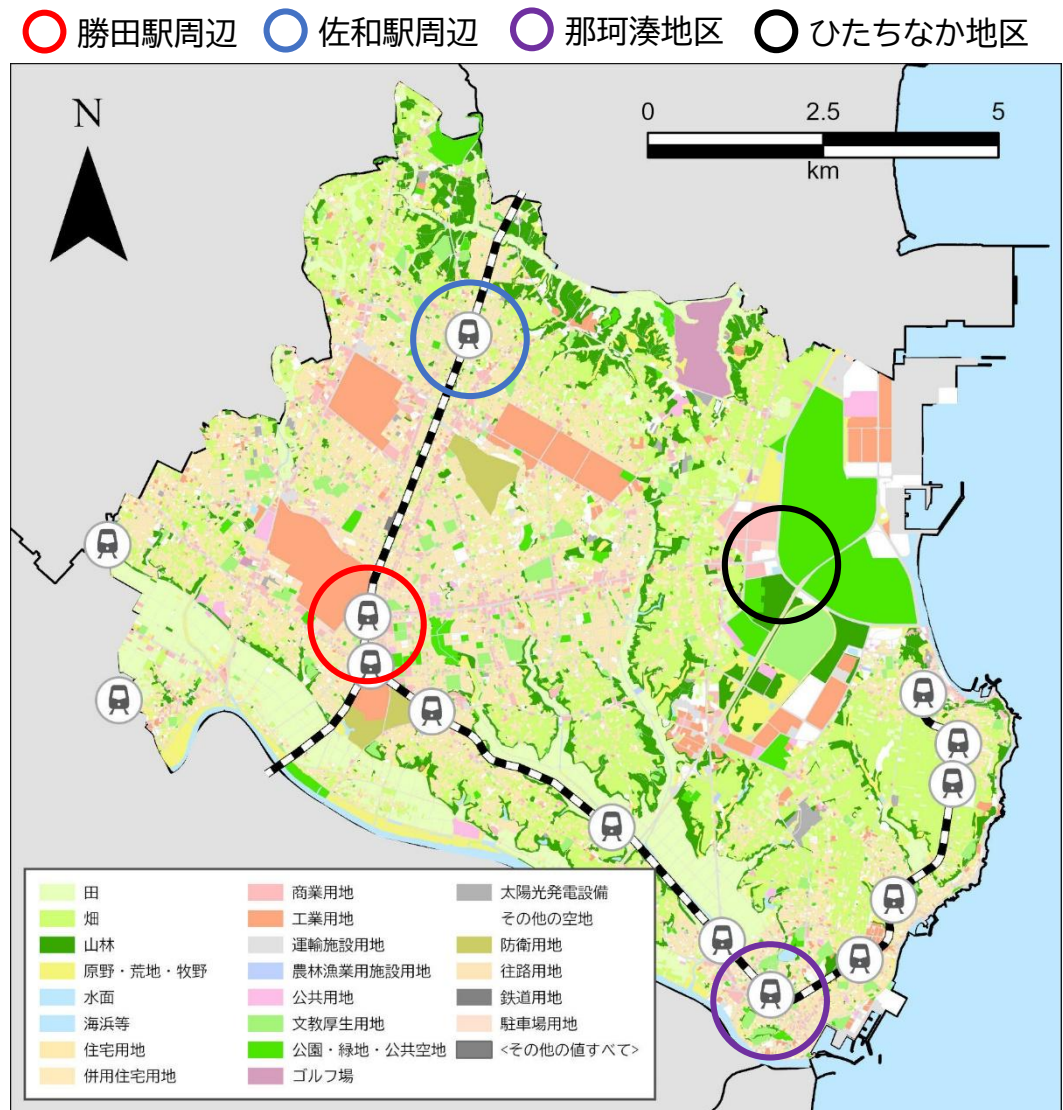 勝田駅周辺 佐和駅周辺 那珂湊地区 ひたちなか地区
N
0 2.5 5
km
田 商業用地 太陽光発電設備
畑 工業用地 その他の空地
山林 運輸施設用地 防衛用地
原野・荒地・牧野 農林漁業用施設用地 往路用地
水面 公共用地 鉄道用地
海浜等 文教厚生用地 駐車場用地
住宅用地 公園・緑地・公共空地 <その他の値すべて>
併用住宅用地 ゴルフ場